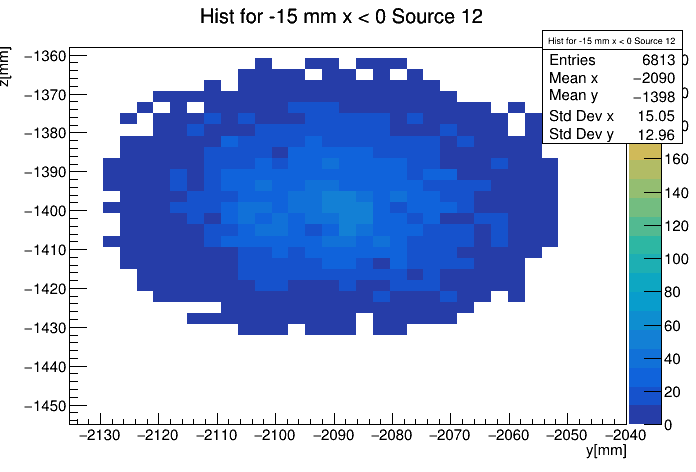 Hist for -15 mm x < 0 Source 12
z[mm]
−1360
−1370
−1380
−1390
−1400
−1410
−1420
−1430
−1440
−1450
Hist for -15 mm x < 0 Source 12
Entries 6813
Mean x −2090
Mean y −1398
Std Dev x 15.05
Std Dev y 12.96
160
140
120
100
80
60
40
20
0
−2130 −2120 −2110 −2100 −2090 −2080 −2070 −2060 −2050 −2040
y[mm]